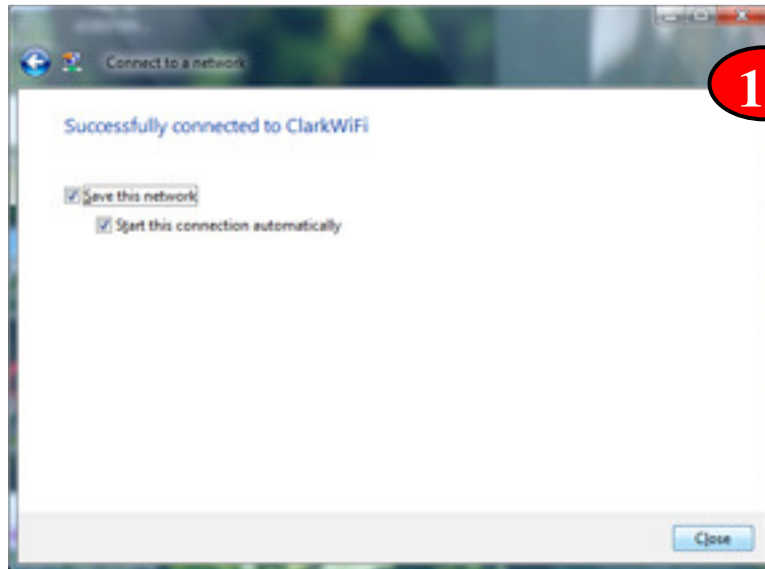 Connect to a network
1
Successfully connected to ClarkWiFi
Save this network
Start this connection automatically
Close